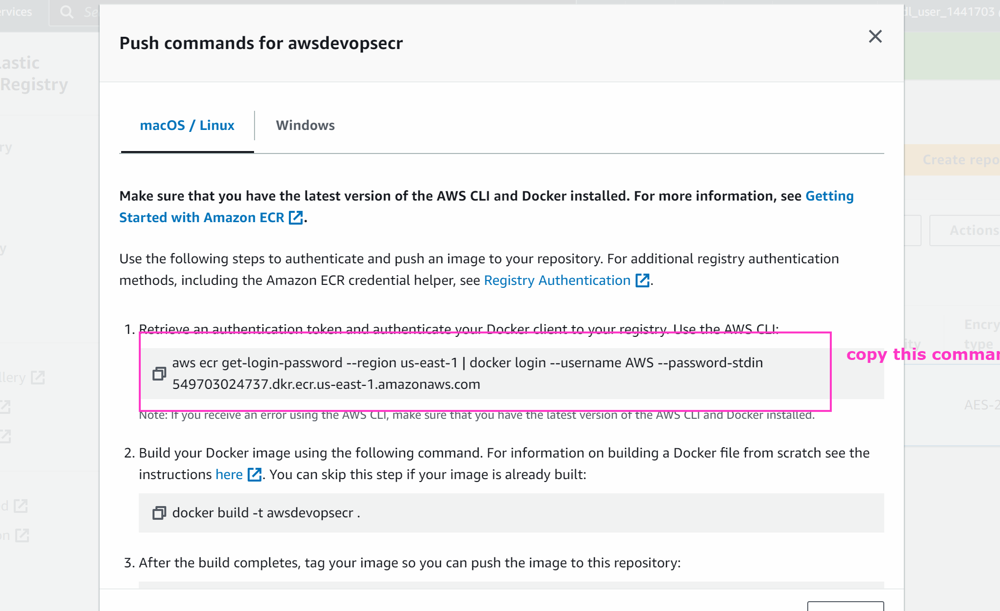 ervices
Se
dl_user_1441703
Push commands for awsdevopsecr
lastic
Registry
macOS / Linux
Windows
ry
Create repo
Make sure that you have the latest version of the AWS CLI and Docker installed. For more information, see Getting
Started with Amazon ECR.
Actions
y
Use the following steps to authenticate and push an image to your repository. For additional registry authentication
methods, including the Amazon ECR credential helper, see Registry Authentication.
1. Retrieve an authentication token and authenticate your Docker client to your registry. Use the AWS CLI:
Encry
ity
type
copy this comman
aws ecr get-login-password --region us-east-1 | docker login --username AWS --password-stdin
549703024737.dkr.ecr.us-east-1.amazonaws.com
llery
AES-2
Note: If you receive an error using the AWS CLI, make sure that you have the latest version of the AWS CLI and Docker installed.
2. Build your Docker image using the following command. For information on building a Docker file from scratch see the
instructions here. You can skip this step if your image is already built:
d
docker build -t awsdevopsecr .
on
3. After the build completes, tag your image so you can push the image to this repository: